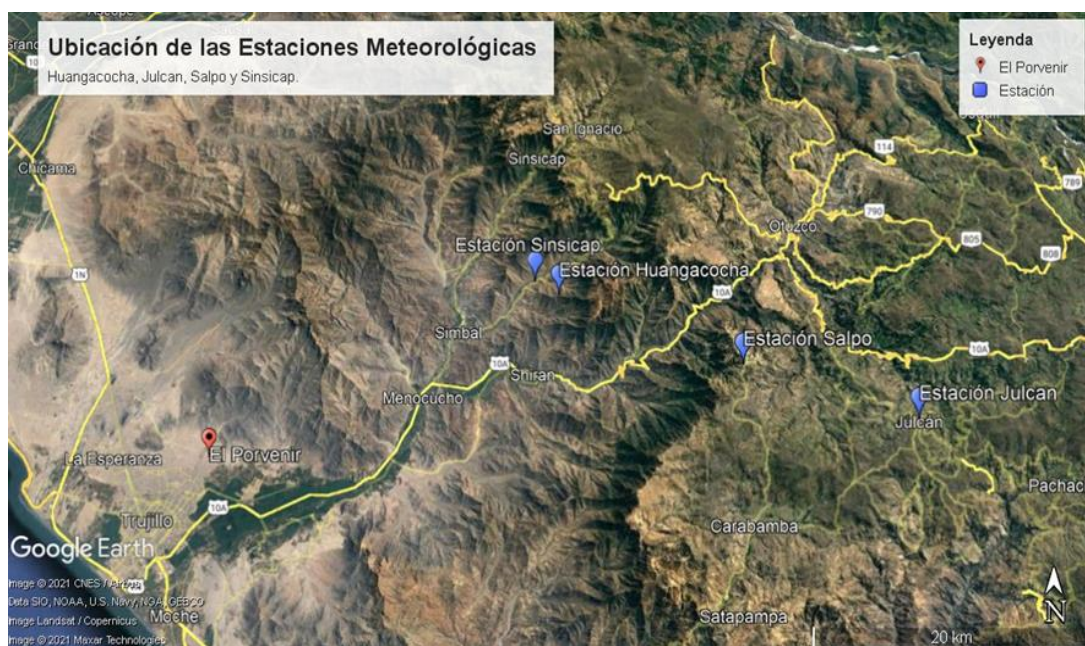 Ubicación de las Estaciones Meteorológicas
Huangacocha, Julcan, Salpo y Sinsicap.
Leyenda
El Porvenir
Estación
San Ignacio
114
Sinsicap
Chicama
789
790
Otuzco
805
808
Estación Sinsicap
1N
Estación Huangacocha
10A
Simbal
Estación Salpo
10A
10A
Shiran
Menocucho
Estación Julcan
Julcán
El Porvenir
La Esperanza
Pachac
10A
Trujillo
Carabamba
Google Earth
Image © 2021 CNES / Airbus
Data SIO, NOAA, U.S. Navy, NGA, GEBCO
Image Landsat / Copernicus
Moche
Satapampa
N
Image © 2021 Maxar Technologies
20 km